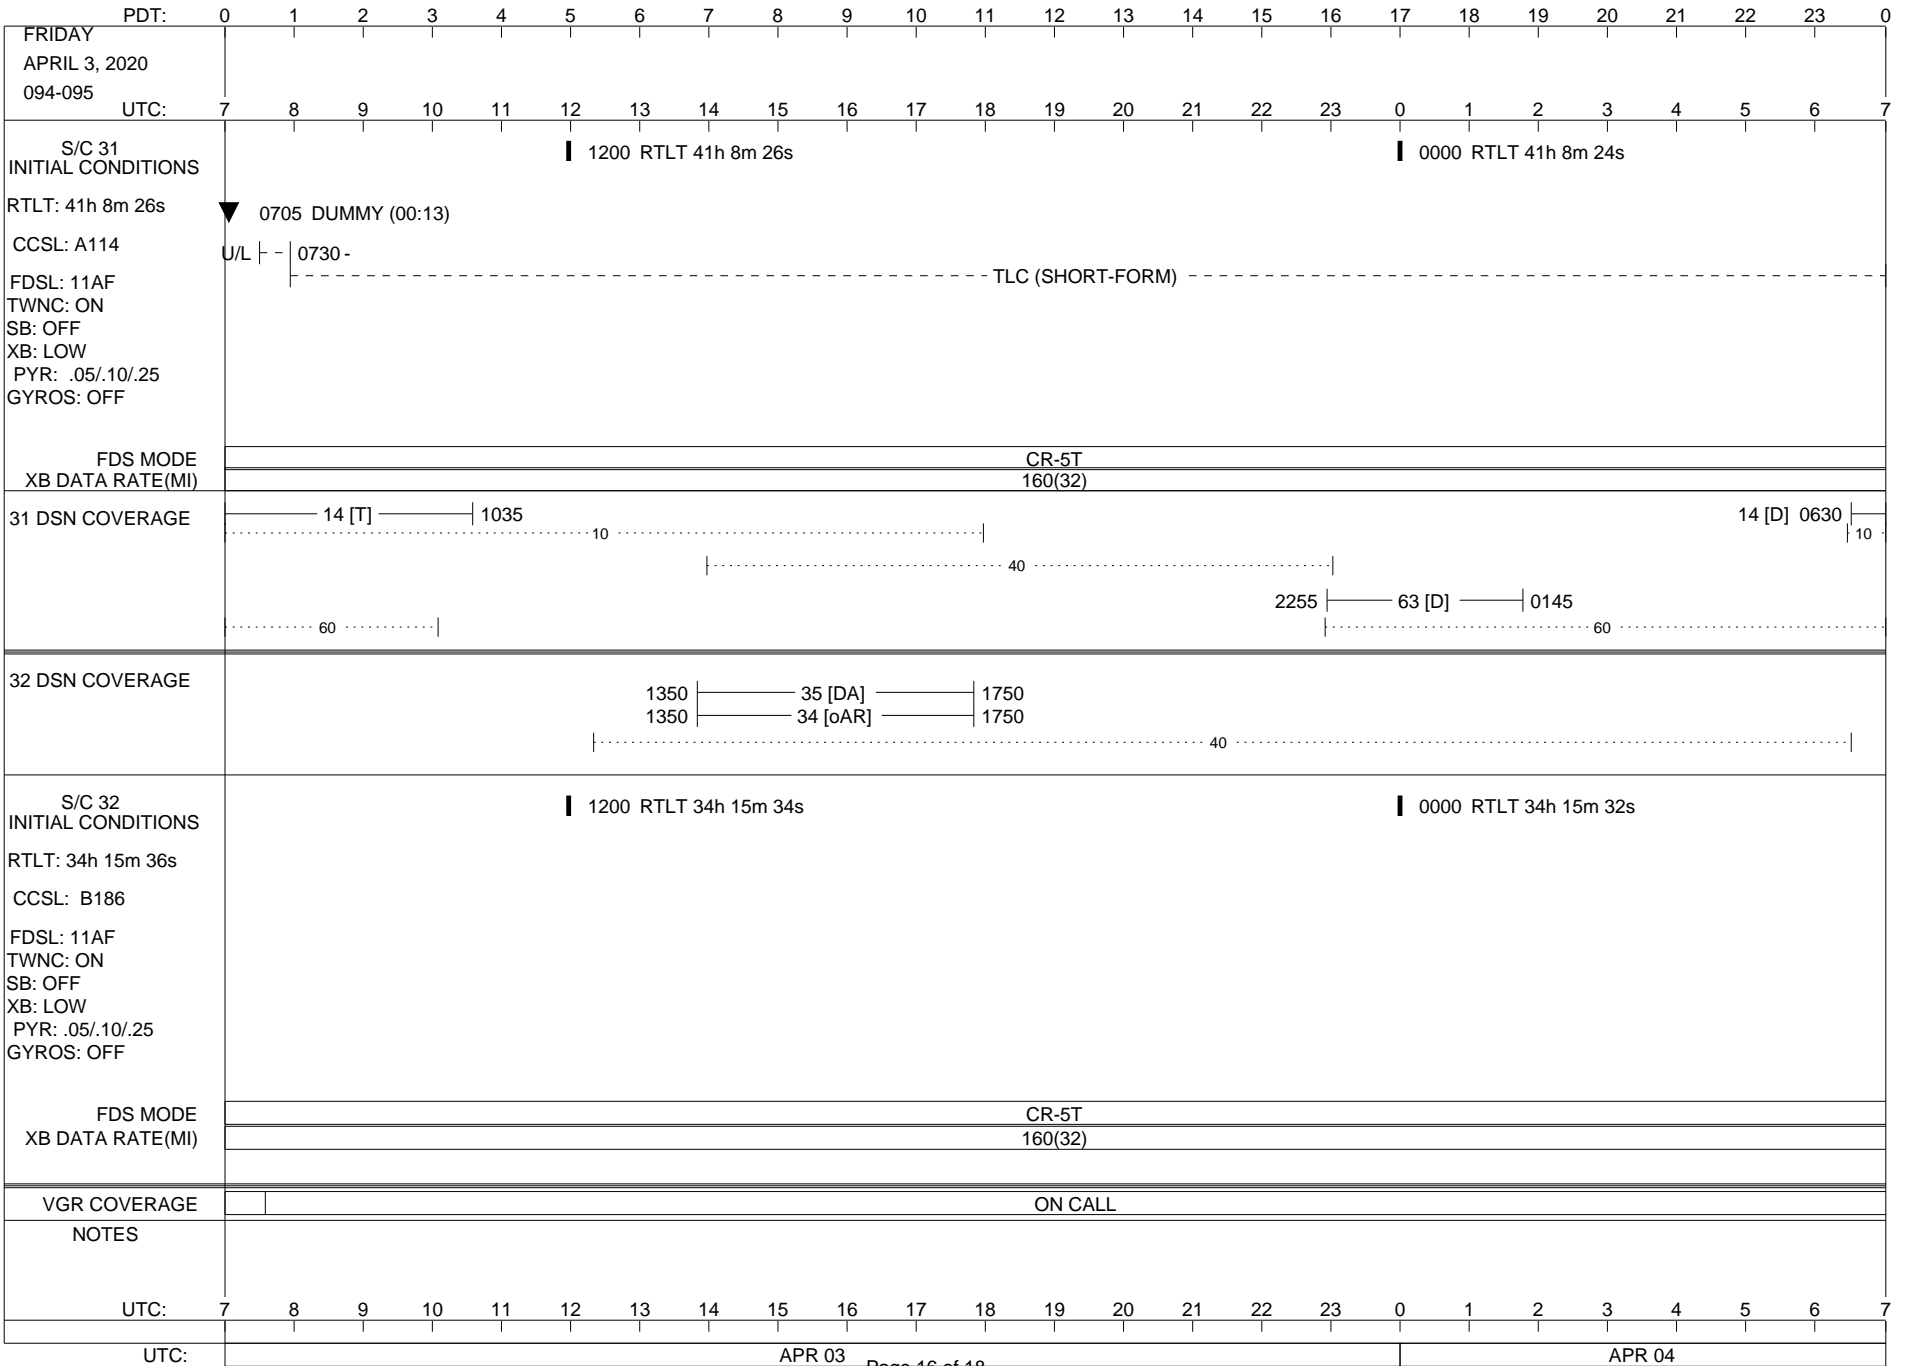 PDT: 0 1 2 3 4 5 6 7 8 9 10 11 12 13 14 15 16 17 18 19 20 21 22 23 0
FRIDAY
APRIL 3, 2020
094-095
UTC: 7 8 9 10 11 12 13 14 15 16 17 18 19 20 21 22 23 0 1 2 3 4 5 6 7
S/C 31
INITIAL CONDITIONS
1200 RTLT 41h 8m 26s
0000 RTLT 41h 8m 24s
RTLT: 41h 8m 26s
0705 DUMMY (00:13)
CCSL: A114
U/L 0730 -
TLC (SHORT-FORM)
FDSL: 11AF
TWNC: ON
SB: OFF
XB: LOW
PYR: .05/.10/.25
GYROS: OFF
FDS MODE CR-5T
XB DATA RATE(MI) 160(32)
31 DSN COVERAGE 14 [T] 1035 14 [D] 0630
10 10
40
2255 63 [D] 0145
60 60
32 DSN COVERAGE
1350 35 [DA] 1750
1350 34 [oAR] 1750
40
S/C 32
INITIAL CONDITIONS
1200 RTLT 34h 15m 34s
0000 RTLT 34h 15m 32s
RTLT: 34h 15m 36s
CCSL: B186
FDSL: 11AF
TWNC: ON
SB: OFF
XB: LOW
PYR: .05/.10/.25
GYROS: OFF
FDS MODE CR-5T
XB DATA RATE(MI) 160(32)
VGR COVERAGE ON CALL
NOTES
UTC: 7 8 9 10 11 12 13 14 15 16 17 18 19 20 21 22 23 0 1 2 3 4 5 6 7
UTC: APR 03 APR 04
Page 16 of 18